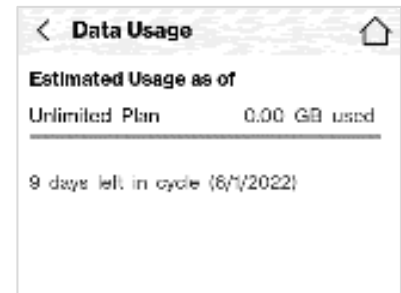 Data Usage
Estimated Usage as of
Unlimited Plan 0.00 GB used
9 days left in cycle (6/1/2022)